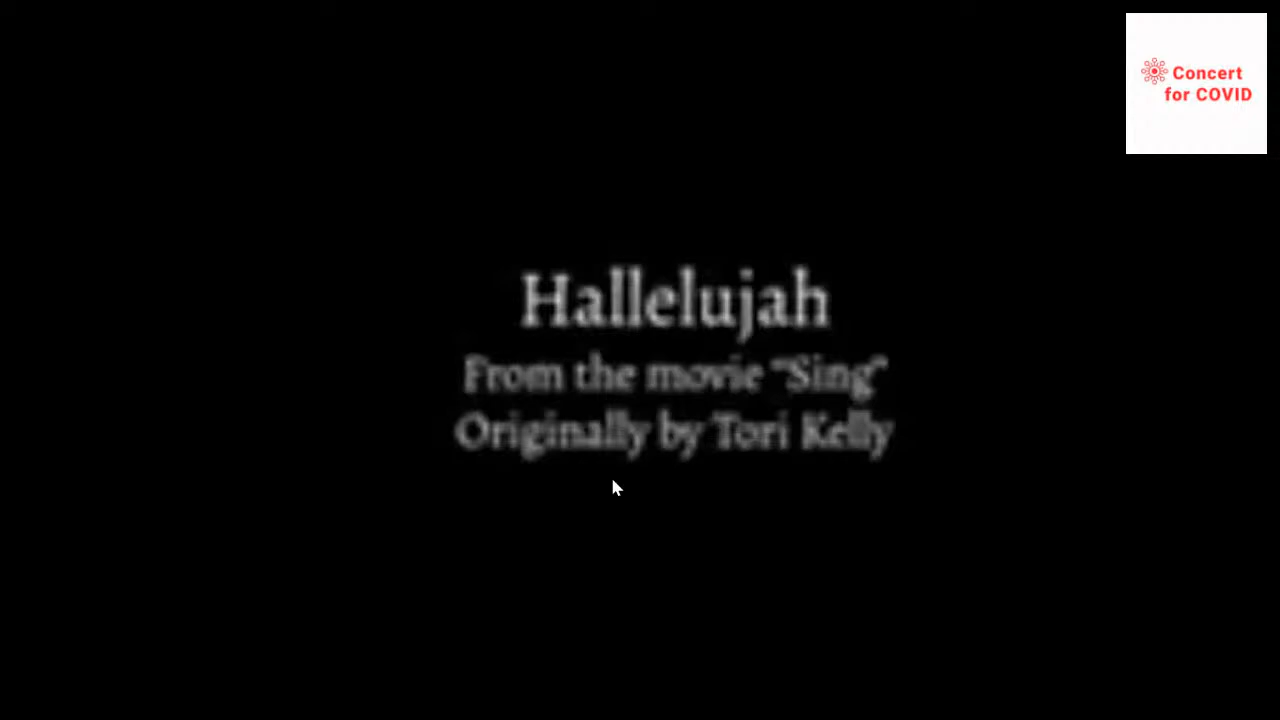 Concert
for COVID
Hallelujah
From the movie "Sing"
Originally by Tori Kelly